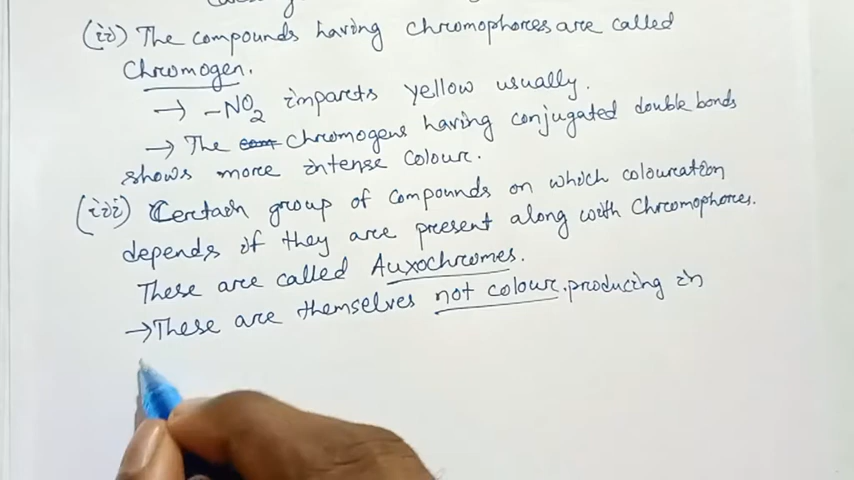 (ii) The compounds having chromophores are called
Chromogen.
→ -NO2 imparts yellow usually.
→ The Chromogens having conjugated double bonds
shows more intense colour.
(iii) Certain group of compounds on which colouration
depends if they are present along with Chromophores.
These are called Auxochromes.
→ These are themselves not colour producing in